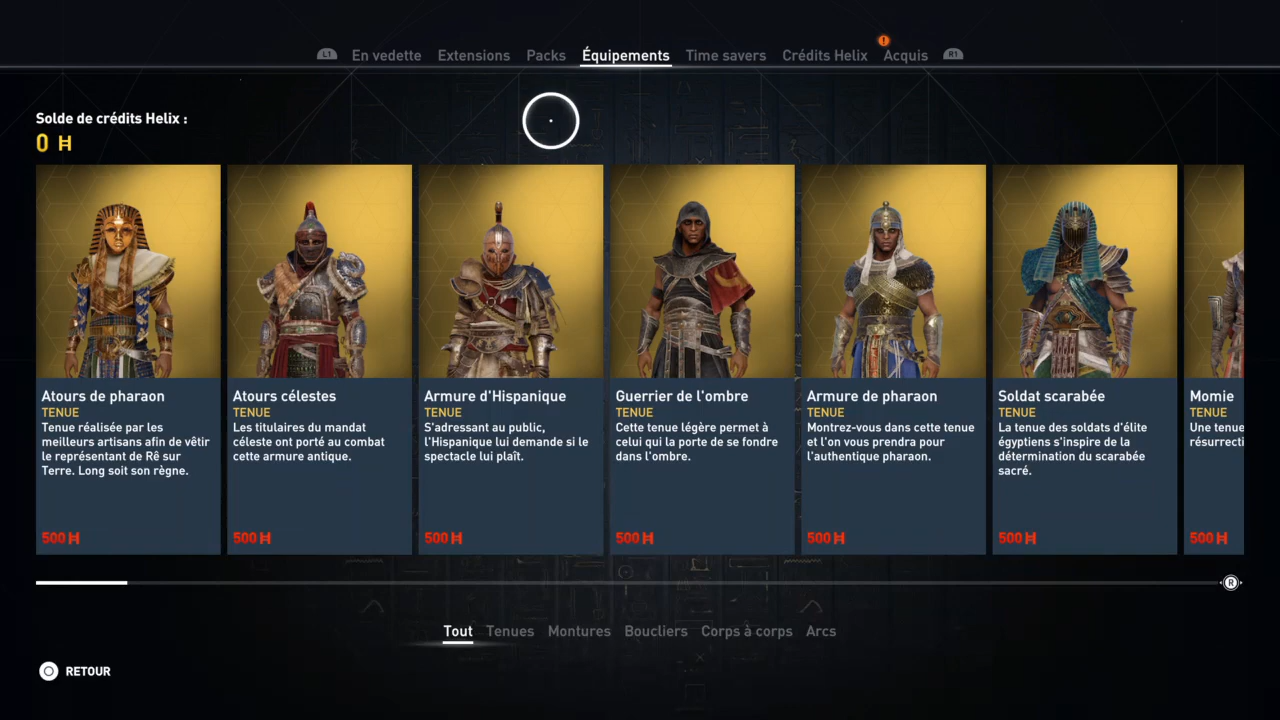 L1 En vedette Extensions Packs Équipements Time savers Crédits Helix Acquis R1
Solde de crédits Helix :
0
Atours de pharaon
TENUE
Tenue réalisée par les
meilleurs artisans afin de vêtir
le représentant de Rê sur
Terre. Long soit son règne.
500
Atours célestes
TENUE
Les titulaires du mandat
céleste ont porté au combat
cette armure antique.
500
Armure d'Hispanique
TENUE
S'adressant au public,
l'Hispanique lui demande si le
spectacle lui plaît.
500
Guerrier de l'ombre
TENUE
Cette tenue légère permet à
celui qui la porte de se fondre
dans l'ombre.
500
Armure de pharaon
TENUE
Montrez-vous dans cette tenue
et l'on vous prendra pour
l'authentique pharaon.
500
Soldat scarabée
TENUE
La tenue des soldats d'élite
égyptiens s'inspire de la
détermination du scarabée
sacré.
500
Momie
TENUE
Une tenue
résurrecti
500
R
Tout Tenues Montures Boucliers Corps à corps Arcs
RETOUR